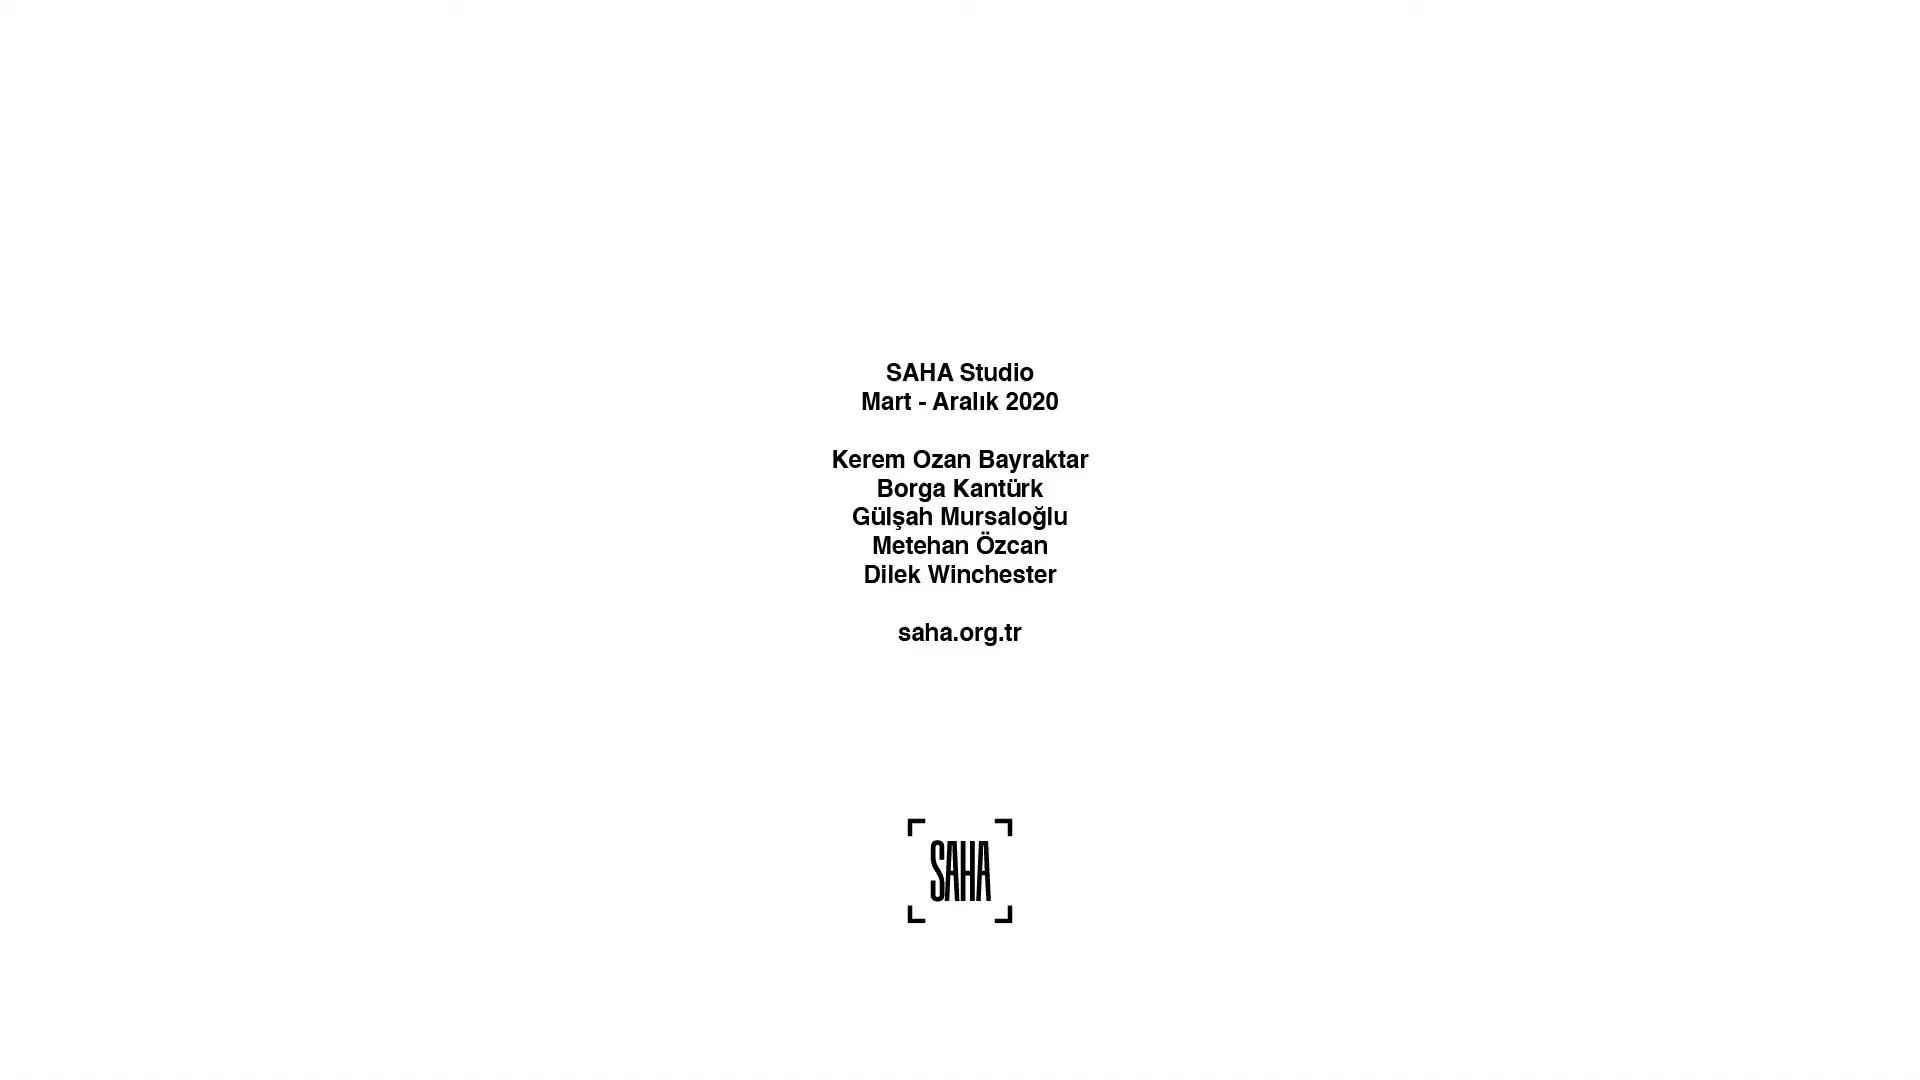 SAHA Studio
Mart - Aralık 2020
Kerem Ozan Bayraktar
Borga Kantürk
Gülşah Mursaloğlu
Metehan Özcan
Dilek Winchester
saha.org.tr
SAHA